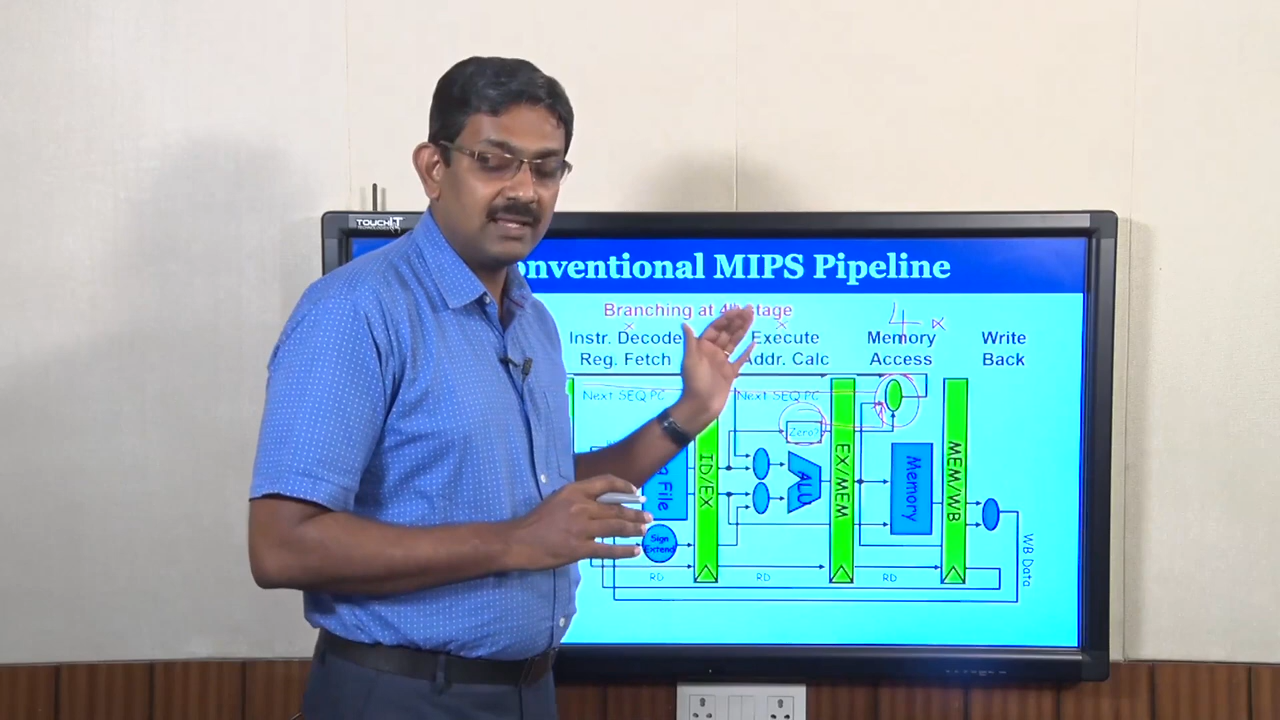 TOUCHIT
TECHNOLOGIES
onventional MIPS Pipeline
Branching at 4th stage
4 ×
Instr. Decode
Reg. Fetch
Execute
Addr. Calc
Memory
Access
Write
Back
Next SEQ PC
Next SEQ PC
Zero?
File
ID/EX
ALU
EX/MEM
Memory
MEM/WB
Sign
Extend
RD
RD
RD
WB Data